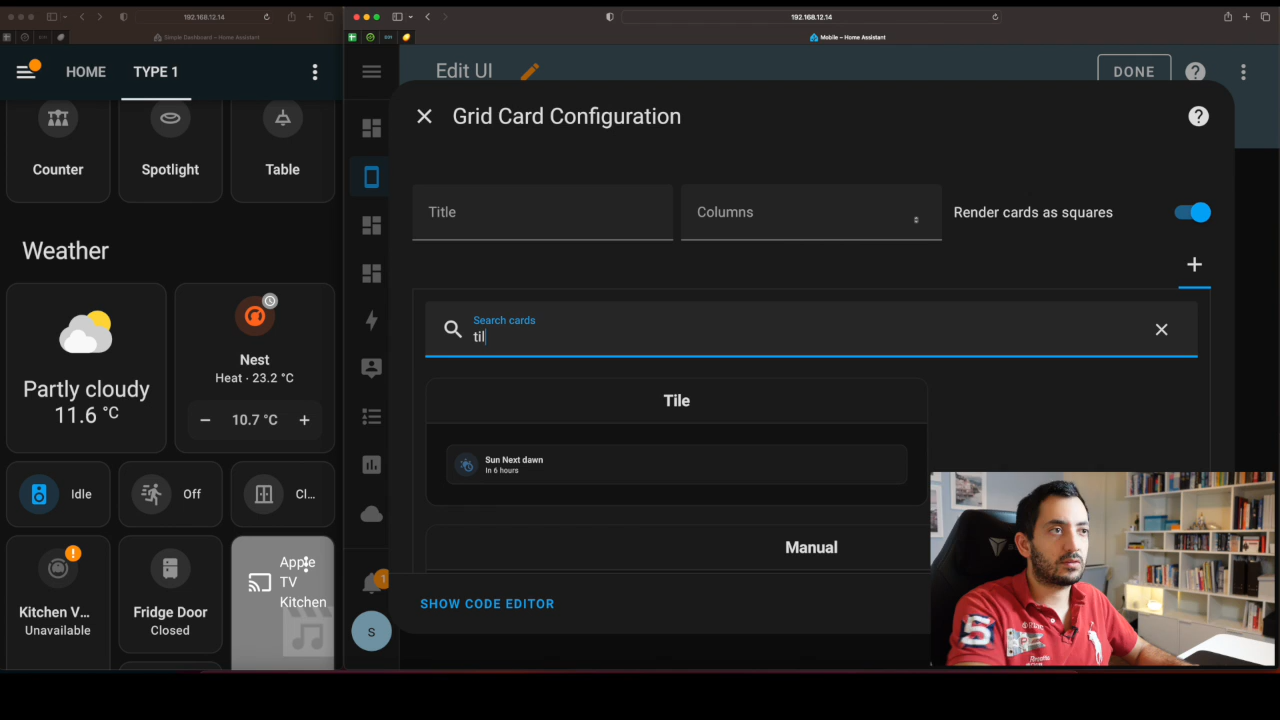 192.168.12.14
Simple Dashboard – Home Assistant
HOME
TYPE 1
Counter
Spotlight
Table
Weather
Partly cloudy
11.6 °C
Nest
Heat · 23.2 °C
− 10.7 °C +
Idle
Off
Cl...
Kitchen V...
Unavailable
Fridge Door
Closed
Apple
TV
Kitchen
192.168.12.14
Mobile – Home Assistant
Edit UI
DONE
Grid Card Configuration
Title
Columns
Render cards as squares
Search cards
til
Tile
Sun Next dawn
In 6 hours
Manual
SHOW CODE EDITOR
1
S
5